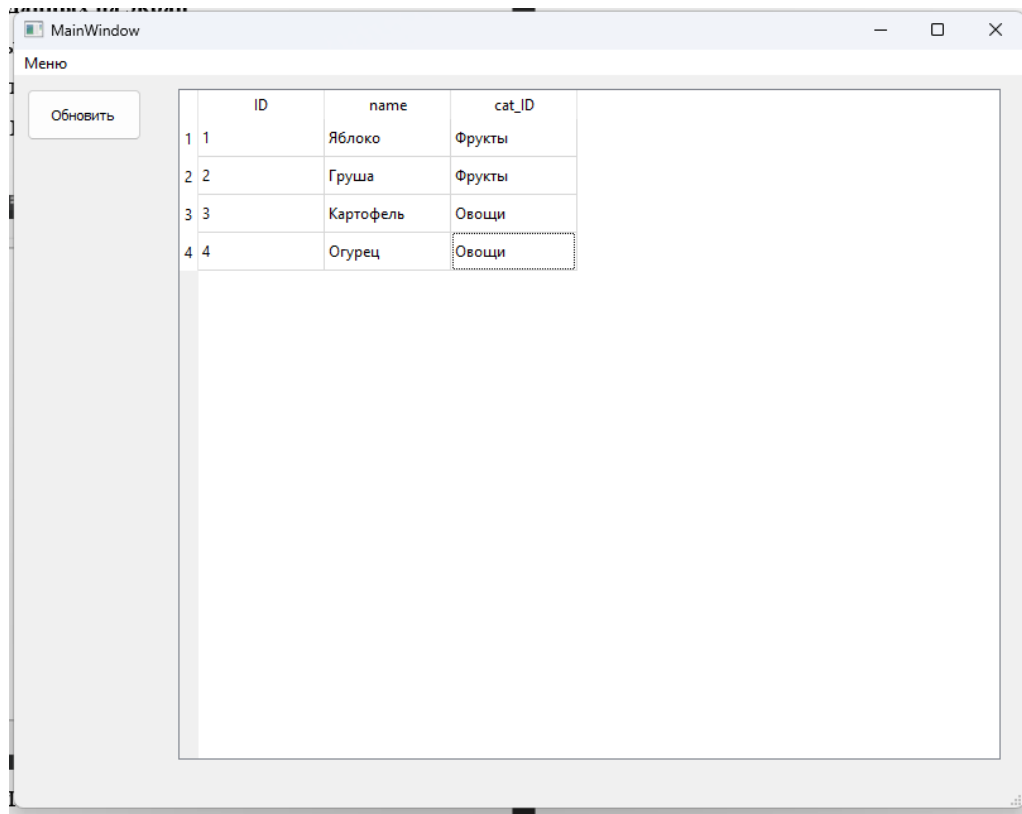 MainWindow
Меню
Обновить
ID name cat_ID
1 1 Яблоко Фрукты
2 2 Груша Фрукты
3 3 Картофель Овощи
4 4 Огурец Овощи